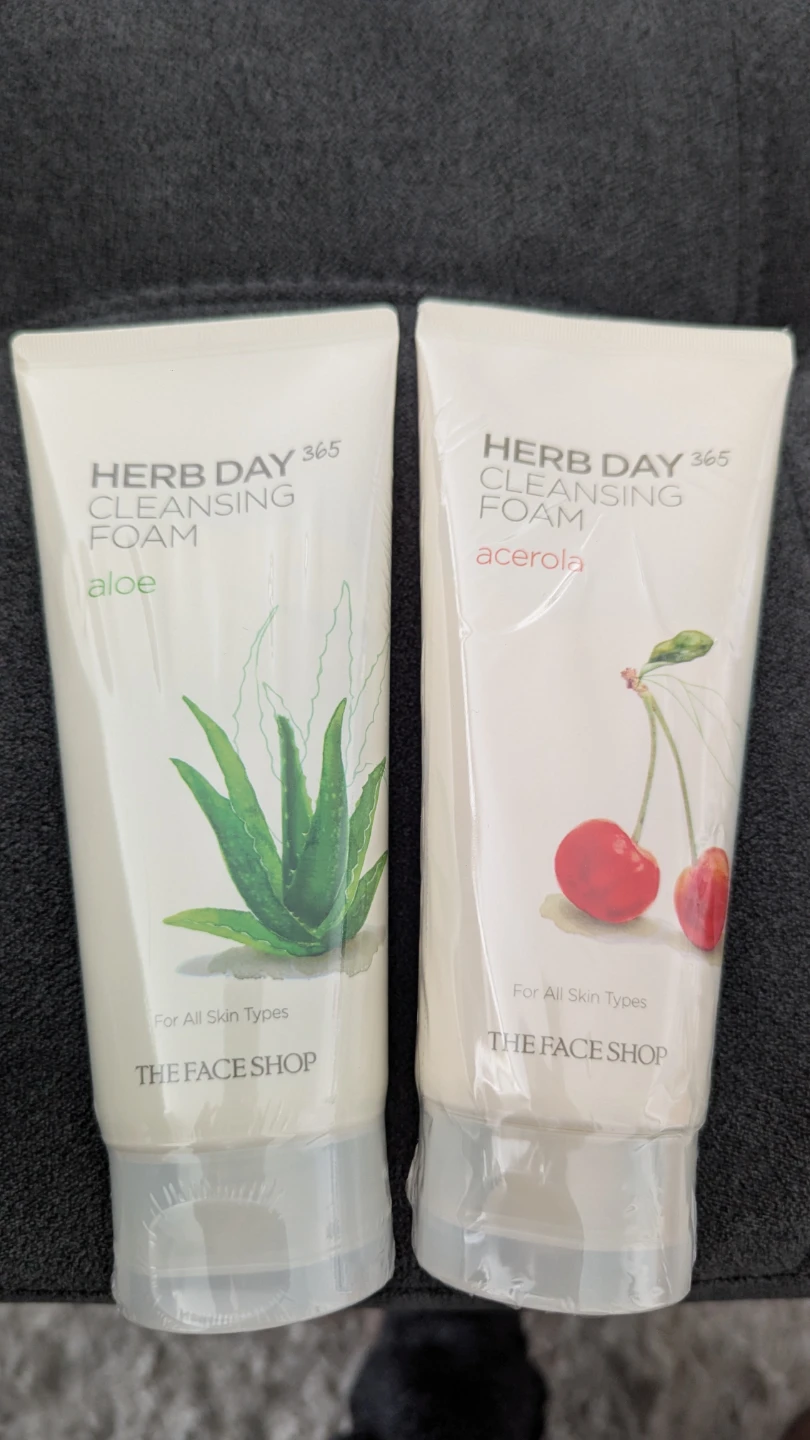 HERB DAY 365
CLEANSING
FOAM
aloe
For All Skin Types
THE FACE SHOP
HERB DAY 365
CLEANSING
FOAM
acerola
For All Skin Types
THE FACE SHOP